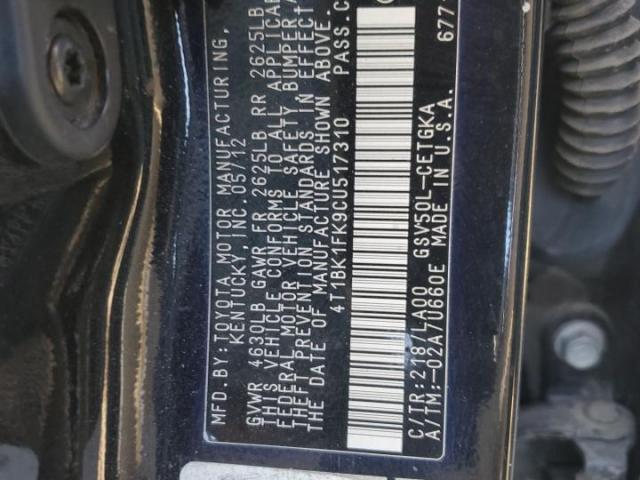 MFD. BY: TOYOTA MOTOR MANUFACTURING,
KENTUCKY, INC. 05/12
GVWR 4630LB GAWR FR 2625LB RR 2625LB
THIS VEHICLE CONFORMS TO ALL APPLICAB
FEDERAL MOTOR VEHICLE SAFETY, BUMPER,
THEFT PREVENTION STANDARDS IN EFFECT
THE DATE OF MANUFACTURE SHOWN ABOVE.
4T1BK1FK9CU517310 PASS.C
C/TR: 218/LA00 GSV50L-CETGKA
A/TM:-02A/U660E MADE IN U.S.A.
677